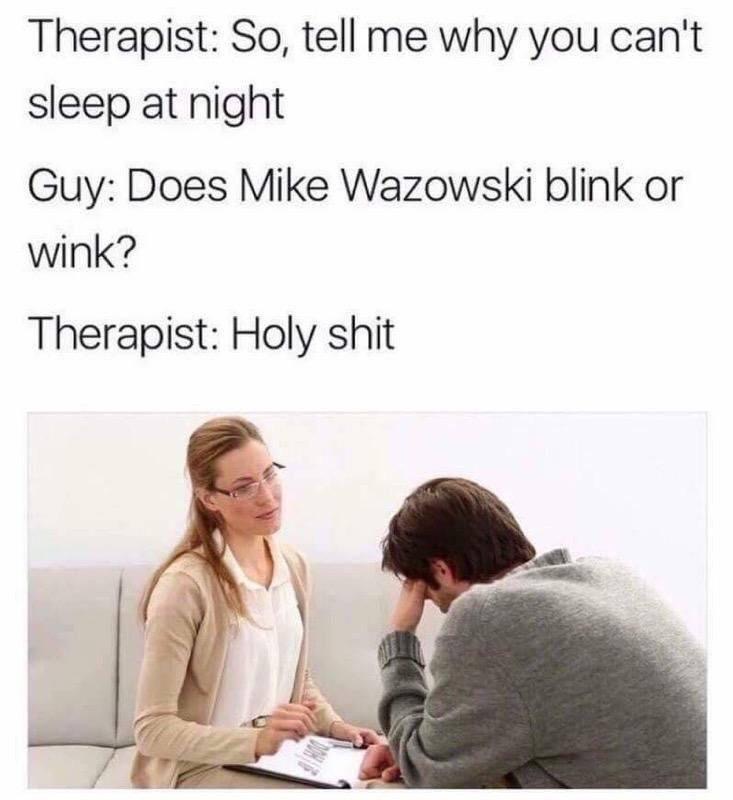 Therapist: So, tell me why you can't
sleep at night
Guy: Does Mike Wazowski blink or
wink?
Therapist: Holy shit